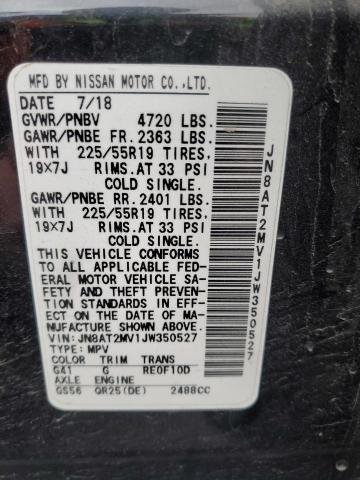 MFD BY NISSAN MOTOR CO.,LTD.
DATE 7/18
GVWR/PNBV 4720 LBS.
GAWR/PNBE FR. 2363 LBS.
WITH 225/55R19 TIRES,
19×7J RIMS.AT 33 PSI
COLD SINGLE.
GAWR/PNBE RR. 2401 LBS.
WITH 225/55R19 TIRES,
19×7J RIMS.AT 33 PSI
COLD SINGLE.
THIS VEHICLE CONFORMS
TO ALL APPLICABLE FED-
ERAL MOTOR VEHICLE SA-
FETY AND THEFT PREVEN-
TION STANDARDS IN EFF-
ECT ON THE DATE OF MA-
NUFACTURE SHOWN ABOVE.
VIN:JN8AT2MV1JW350527
TYPE: MPV
COLOR TRIM TRANS
G41 G RE0F10D
AXLE ENGINE
GS56 QR25(DE) 2488CC
JN8AT2MV1JW350527